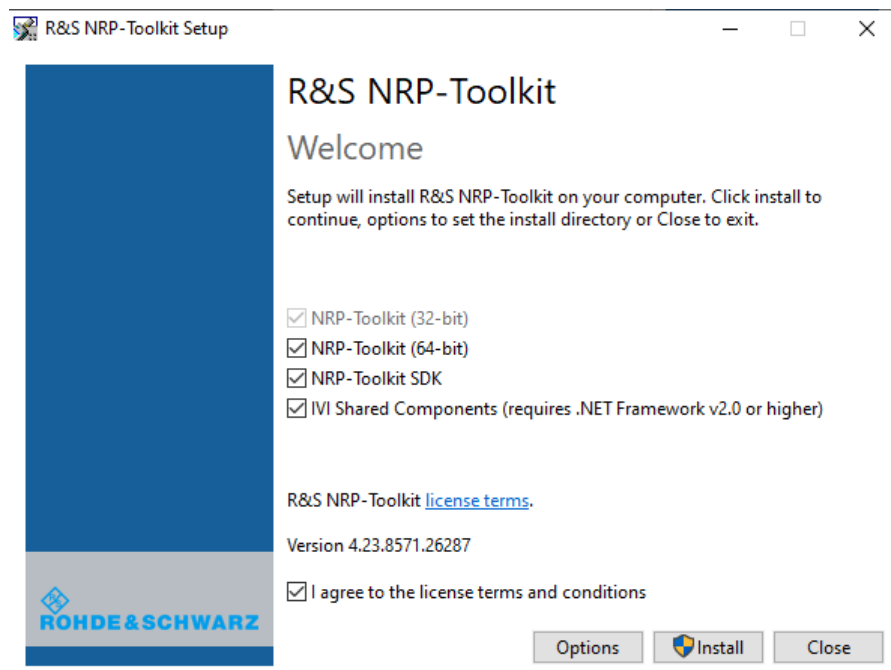 R&S NRP-Toolkit Setup
R&S NRP-Toolkit
Welcome
Setup will install R&S NRP-Toolkit on your computer. Click install to
continue, options to set the install directory or Close to exit.
NRP-Toolkit (32-bit)
NRP-Toolkit (64-bit)
NRP-Toolkit SDK
IVI Shared Components (requires .NET Framework v2.0 or higher)
R&S NRP-Toolkit license terms.
Version 4.23.8571.26287
I agree to the license terms and conditions
ROHDE&SCHWARZ
Options
Install
Close